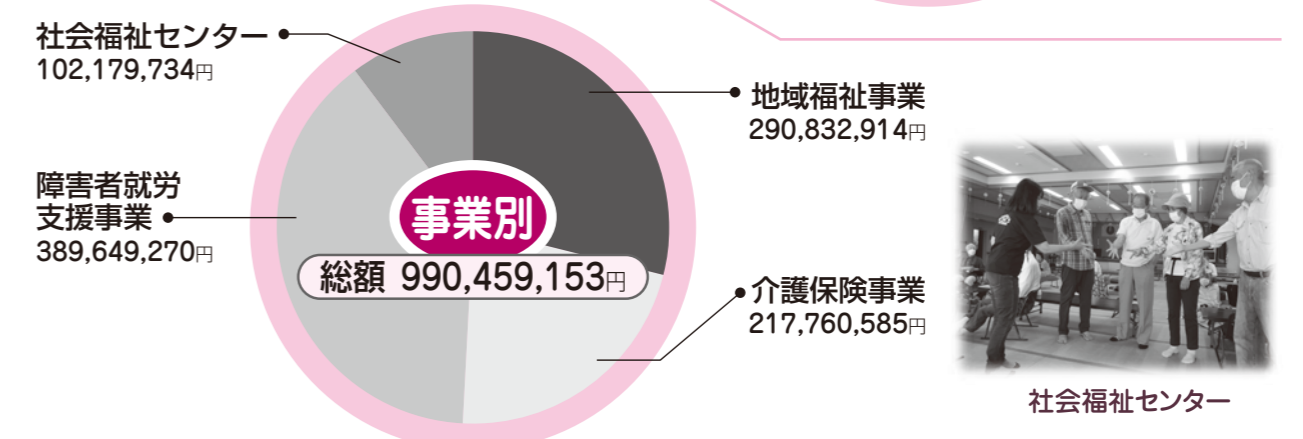 社会福祉センター
102,179,734円
地域福祉事業
290,832,914円
障害者就労
支援事業
389,649,270円
事業別
総額 990,459,153円
介護保険事業
217,760,585円
社会福祉センター